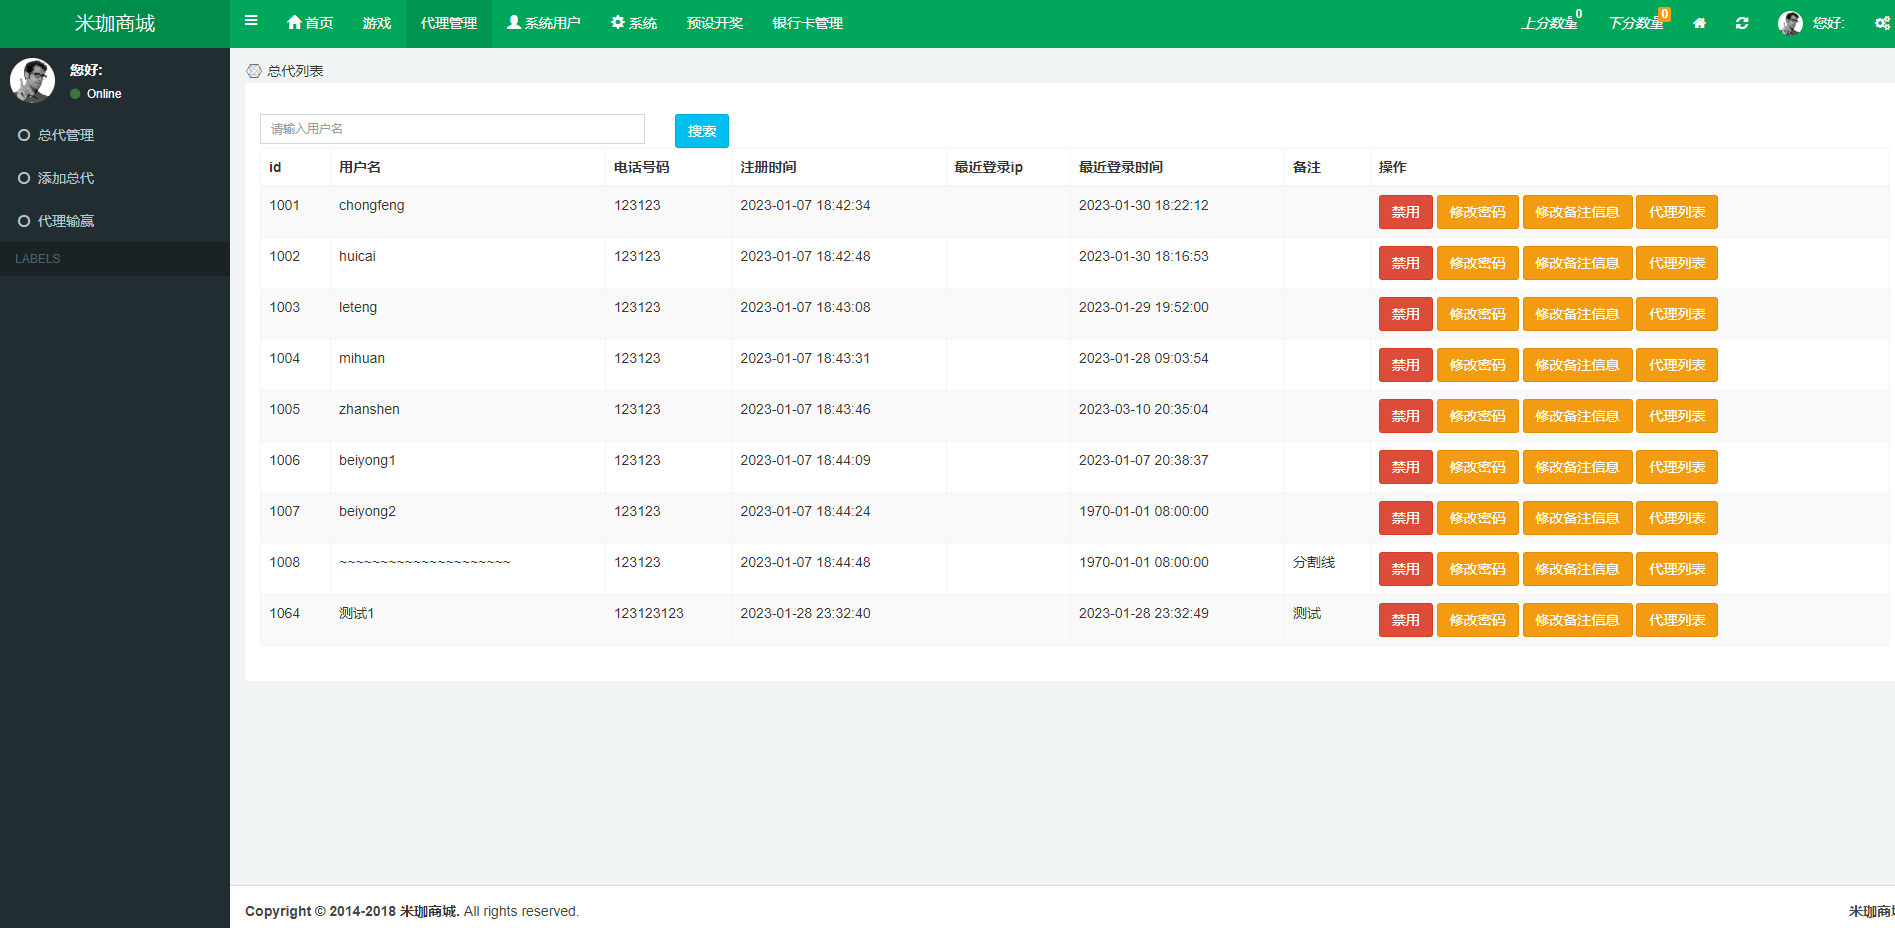 米珈商城 首页 游戏 代理管理 系统用户 系统 预设开奖 银行卡管理 上分数量 0 下分数量 0 您好:
您好:
Online
总代管理
添加总代
代理输赢
LABELS
总代列表
请输入用户名 搜索
id 用户名 电话号码 注册时间 最近登录ip 最近登录时间 备注 操作
1001 chongfeng 123123 2023-01-07 18:42:34 2023-01-30 18:22:12 禁用 修改密码 修改备注信息 代理列表
1002 huicai 123123 2023-01-07 18:42:48 2023-01-30 18:16:53 禁用 修改密码 修改备注信息 代理列表
1003 leteng 123123 2023-01-07 18:43:08 2023-01-29 19:52:00 禁用 修改密码 修改备注信息 代理列表
1004 mihuan 123123 2023-01-07 18:43:31 2023-01-28 09:03:54 禁用 修改密码 修改备注信息 代理列表
1005 zhanshen 123123 2023-01-07 18:43:46 2023-03-10 20:35:04 禁用 修改密码 修改备注信息 代理列表
1006 beiyong1 123123 2023-01-07 18:44:09 2023-01-07 20:38:37 禁用 修改密码 修改备注信息 代理列表
1007 beiyong2 123123 2023-01-07 18:44:24 1970-01-01 08:00:00 禁用 修改密码 修改备注信息 代理列表
1008 ~~~~~~~~~~~~~~~~~~~~~ 123123 2023-01-07 18:44:48 1970-01-01 08:00:00 分割线 禁用 修改密码 修改备注信息 代理列表
1064 测试1 123123123 2023-01-28 23:32:40 2023-01-28 23:32:49 测试 禁用 修改密码 修改备注信息 代理列表
Copyright © 2014-2018 米珈商城. All rights reserved. 米珈商